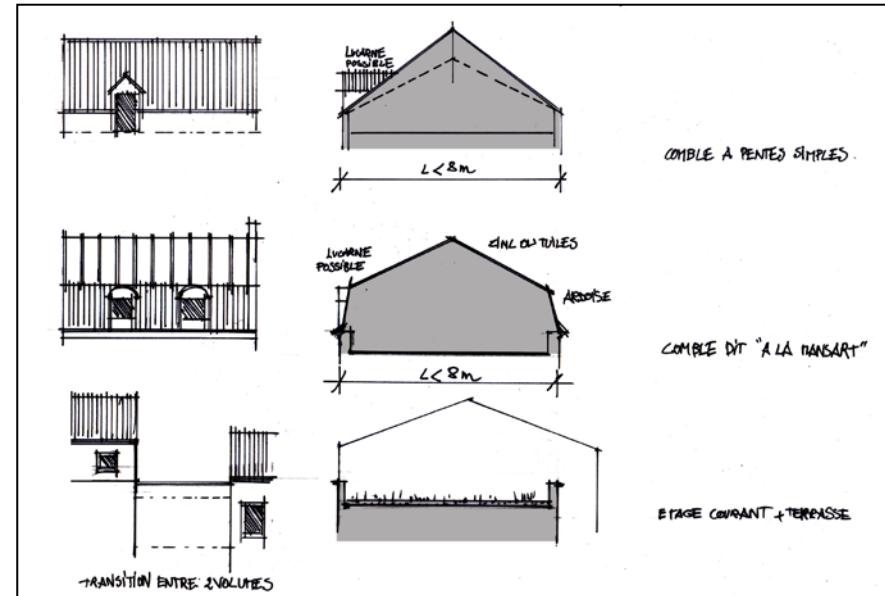 LUCARNE
POSSIBLE
L < 8m
COMBLE A PENTES SIMPLES.
LUCARNE
POSSIBLE
ZINC OU TUILES
ARDOISE
L < 8m
COMBLE DIT "A LA MANSART"
ETAGE COURANT + TERRASSE
TRANSITION ENTRE 2 VOLUMES